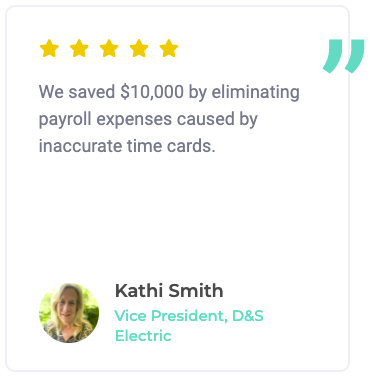 We saved $10,000 by eliminating
payroll expenses caused by
inaccurate time cards.
Kathi Smith
Vice President, D&S
Electric